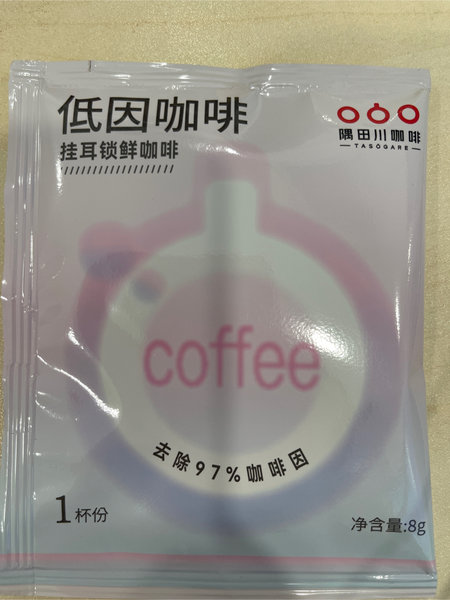 低因咖啡
挂耳锁鲜咖啡
隅田川咖啡
TASOGARE
coffee
去除97%咖啡因
1杯份
净含量:8g